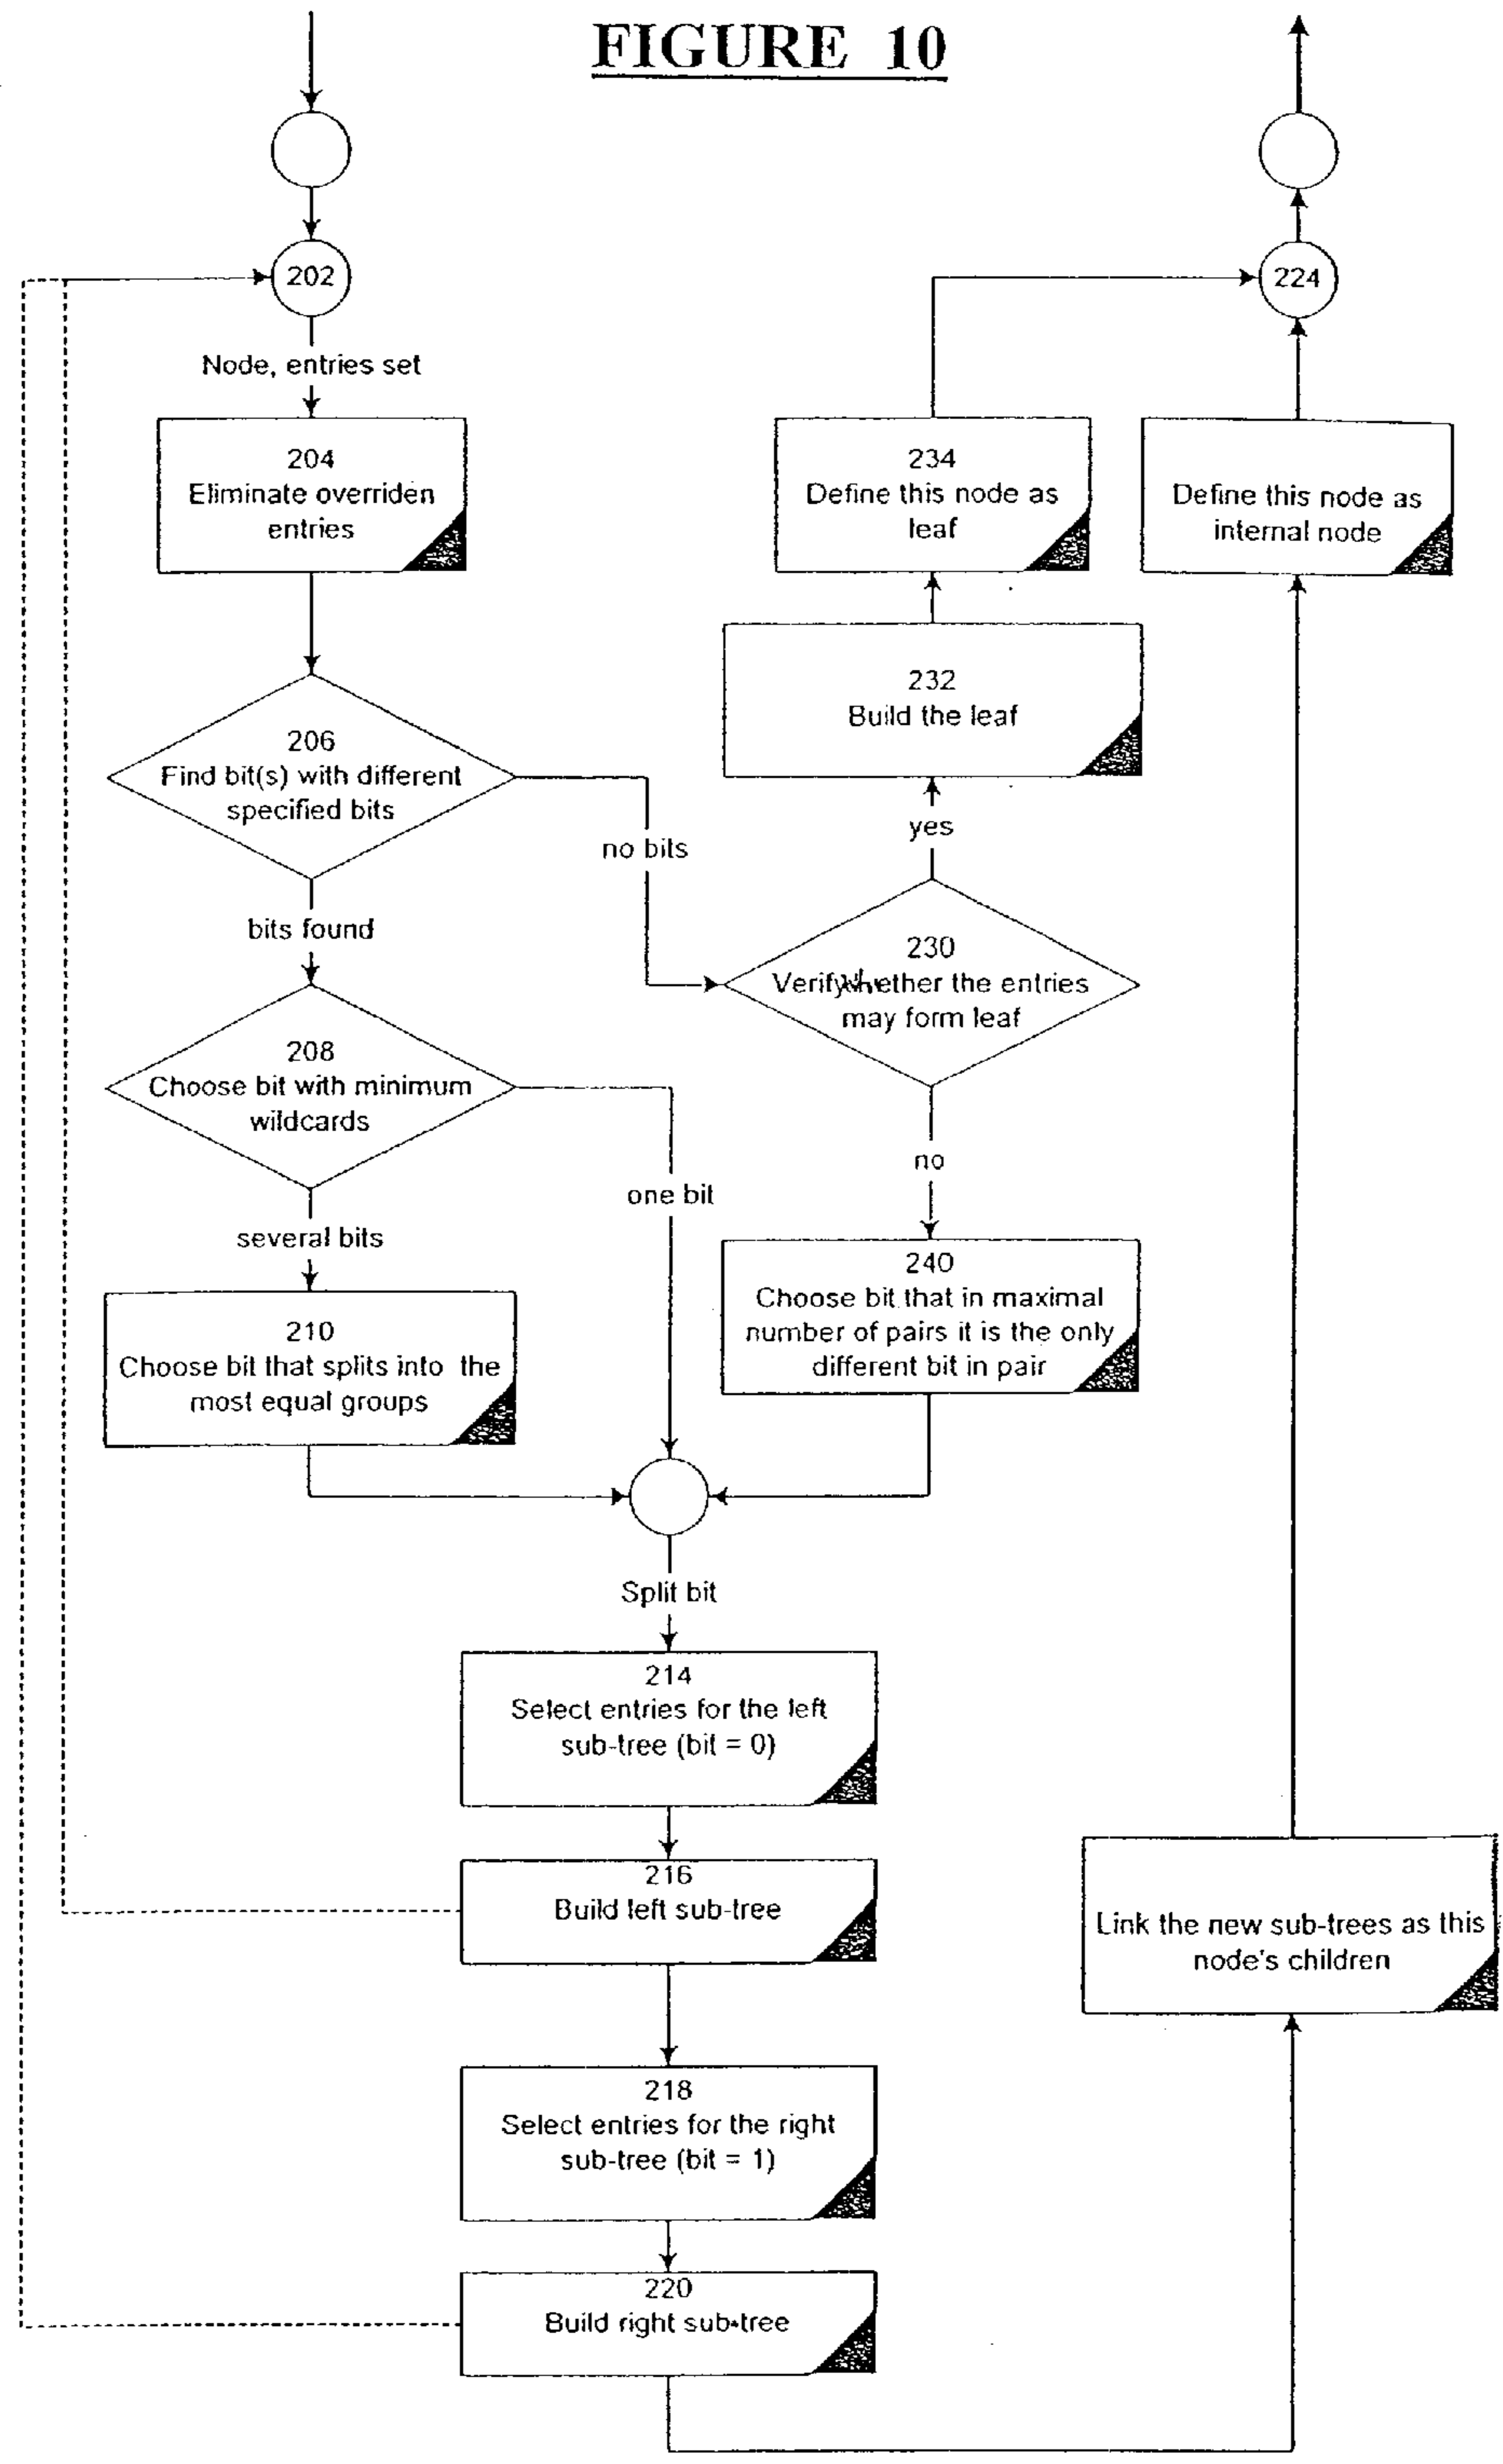 FIGURE 10
202
224
Node, entries set
204
Eliminate overriden
entries
234
Define this node as
leaf
Define this node as
internal node
232
Build the leaf
206
Find bit(s) with different
specified bits
yes
no bits
bits found
230
Verify whether the entries
may form leaf
208
Choose bit with minimum
wildcards
no
one bit
several bits
240
Choose bit that in maximal
number of pairs it is the only
different bit in pair
210
Choose bit that splits into the
most equal groups
Split bit
214
Select entries for the left
sub-tree (bit = 0)
216
Build left sub-tree
Link the new sub-trees as this
node's children
218
Select entries for the right
sub-tree (bit = 1)
220
Build right sub-tree